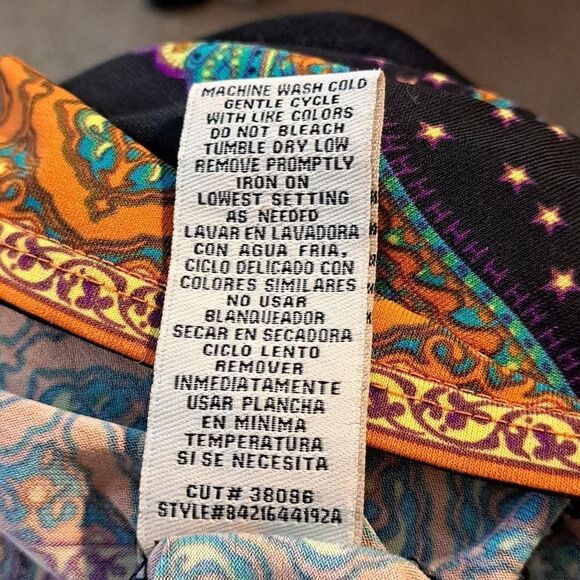 MACHINE WASH COLD
GENTLE CYCLE
WITH LIKE COLORS
DO NOT BLEACH
TUMBLE DRY LOW
REMOVE PROMPTLY
IRON ON
LOWEST SETTING
AS NEEDED
LAVAR EN LAVADORA
CON AGUA FRIA,
CICLO DELICADO CON
COLORES SIMILARES
NO USAR
BLANQUEADOR
SECAR EN SECADORA
CICLO LENTO
REMOVER
INMEDIATAMENTE
USAR PLANCHA
EN MINIMA
TEMPERATURA
SI SE NECESITA
CUT# 38086
STYLE#8421644192A